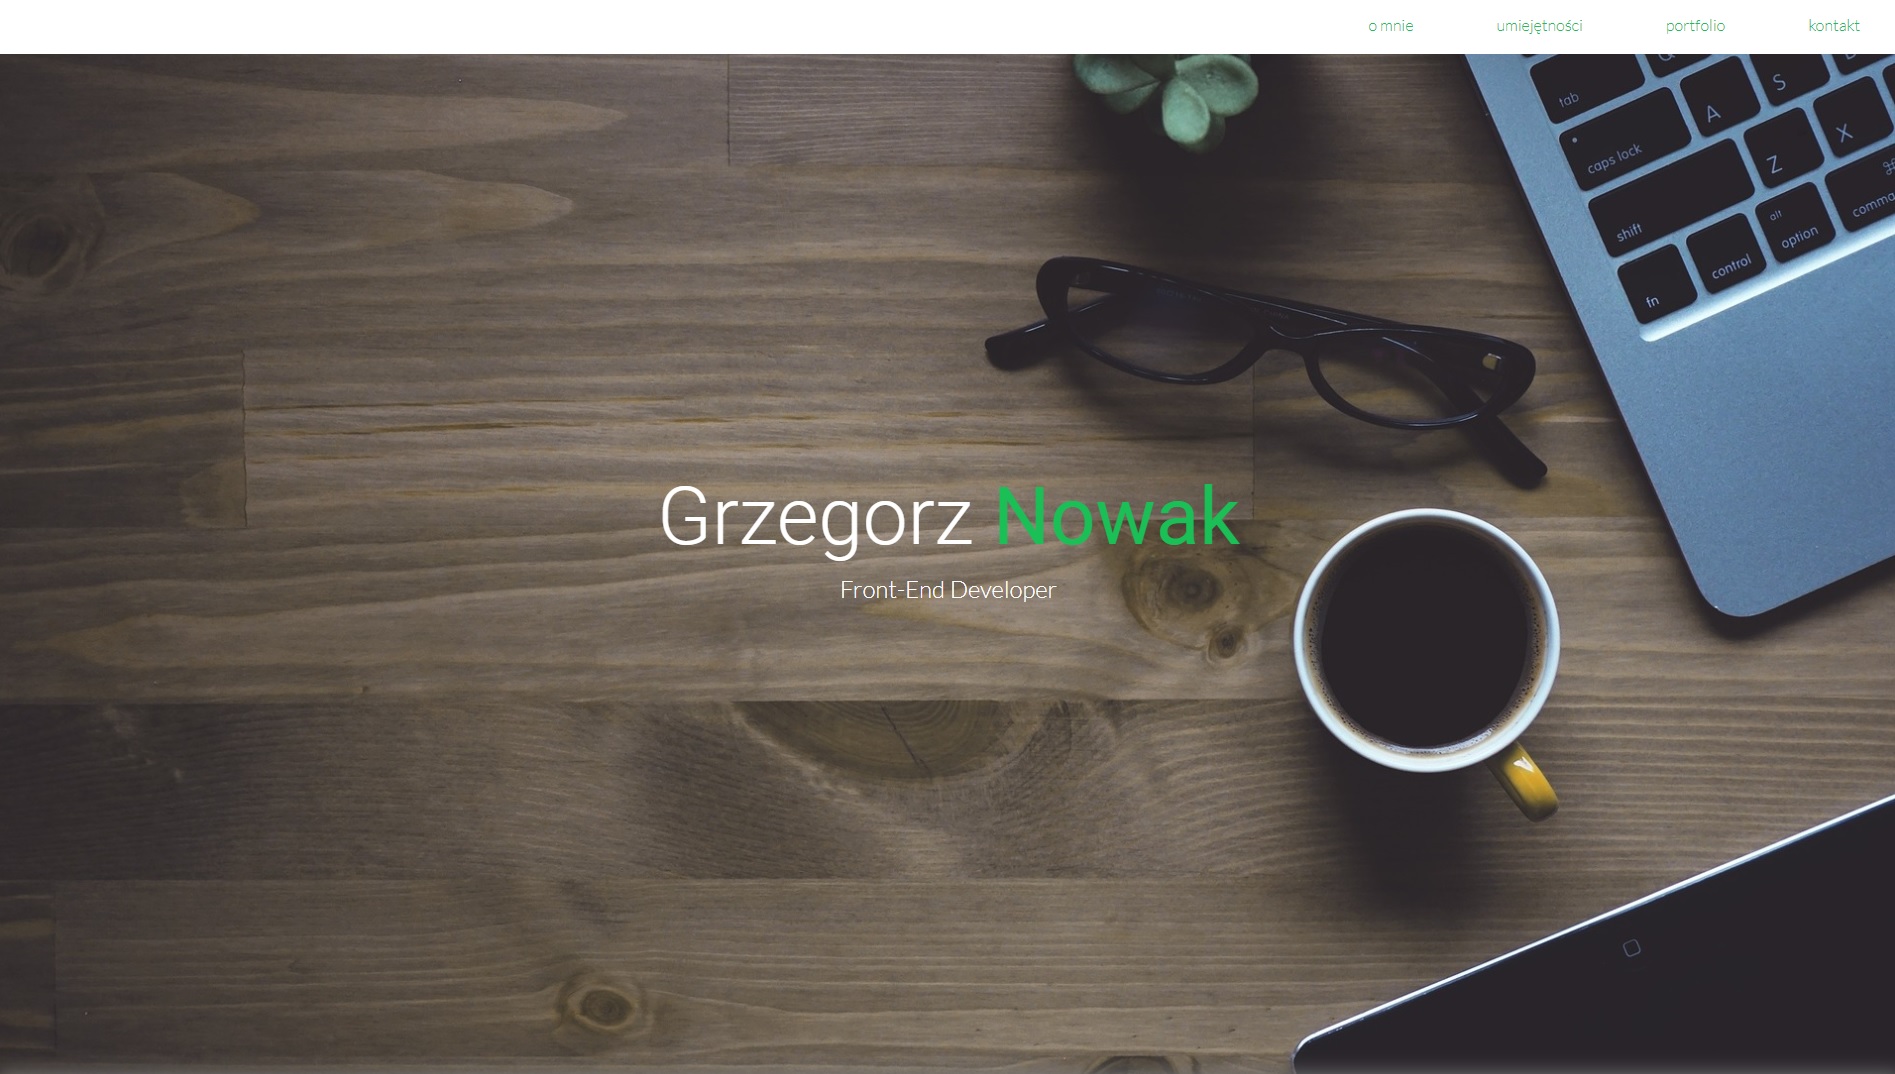 o mnie umiejętności portfolio kontakt
tab
A
S
caps lock
Z
X
shift
alt
option
comma
control
fn
Grzegorz Nowak
Front-End Developer